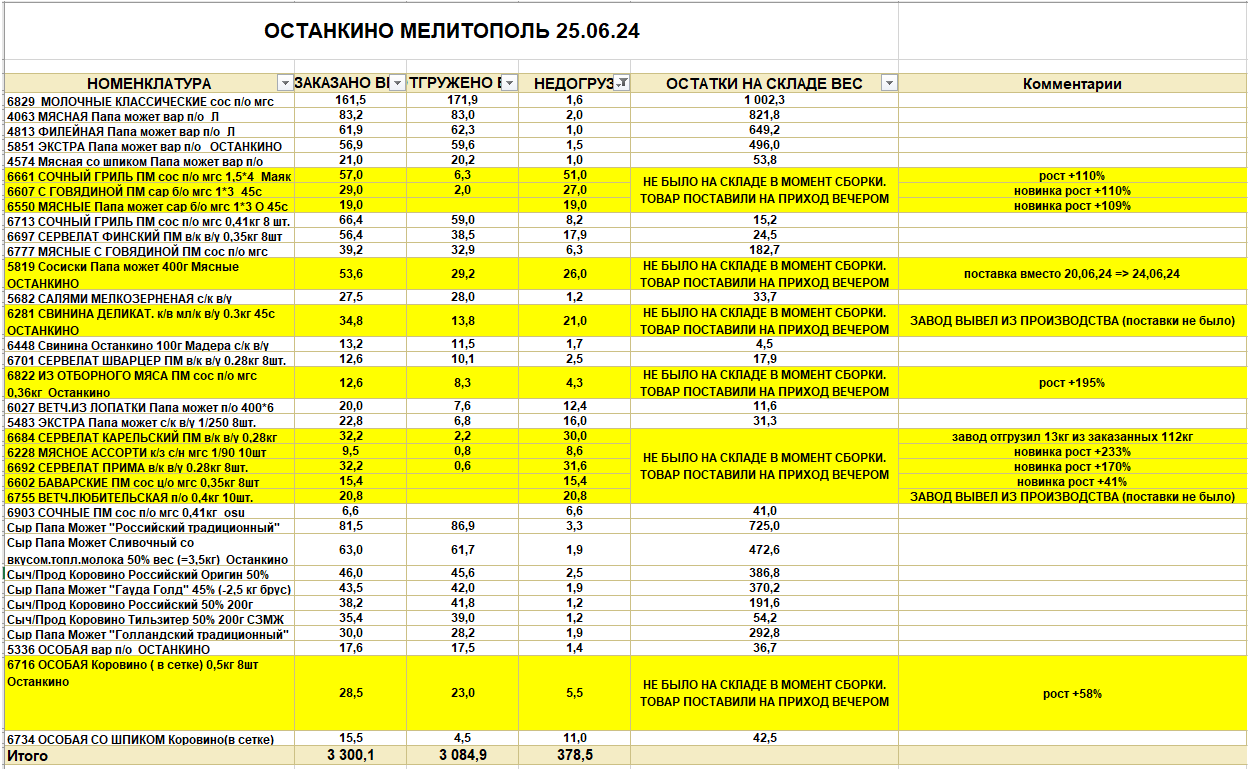 ОСТАНКИНО МЕЛИТОПОЛЬ 25.06.24
НОМЕНКЛАТУРА ЗАКАЗАНО ВЕ ТГРУЖЕНО В НЕДОГРУЗ ОСТАТКИ НА СКЛАДЕ ВЕС Комментарии
6829 МОЛОЧНЫЕ КЛАССИЧЕСКИЕ сос п/о мгс 161,5 171,9 1,6 1 002,3
4063 МЯСНАЯ Папа может вар п/о Л 83,2 83,0 2,0 821,8
4813 ФИЛЕЙНАЯ Папа может вар п/о Л 61,9 62,3 1,0 649,2
5851 ЭКСТРА Папа может вар п/о ОСТАНКИНО 56,9 59,6 1,5 496,0
4574 Мясная со шпиком Папа может вар п/о 21,0 20,2 1,0 53,8
6661 СОЧНЫЙ ГРИЛЬ ПМ сос п/о мгс 1,5*4 Маяк 57,0 6,3 51,0 рост +110%
НЕ БЫЛО НА СКЛАДЕ В МОМЕНТ СБОРКИ.
6607 С ГОВЯДИНОЙ ПМ сар б/о мгс 1*3 45с 29,0 2,0 27,0 новинка рост +110%
ТОВАР ПОСТАВИЛИ НА ПРИХОД ВЕЧЕРОМ
6550 МЯСНЫЕ Папа может сар б/о мгс 1*3 О 45с 19,0 19,0 новинка рост +109%
6713 СОЧНЫЙ ГРИЛЬ ПМ сос п/о мгс 0,41кг 8 шт. 66,4 59,0 8,2 15,2
6697 СЕРВЕЛАТ ФИНСКИЙ ПМ в/к в/у 0,35кг 8шт 56,4 38,5 17,9 24,5
6777 МЯСНЫЕ С ГОВЯДИНОЙ ПМ сос п/о мгс 39,2 32,9 6,3 182,7
5819 Сосиски Папа может 400г Мясные
ОСТАНКИНО 53,6 29,2 26,0 НЕ БЫЛО НА СКЛАДЕ В МОМЕНТ СБОРКИ.
ТОВАР ПОСТАВИЛИ НА ПРИХОД ВЕЧЕРОМ поставка вместо 20,06,24 => 24,06,24
5682 САЛЯМИ МЕЛКОЗЕРНЕНАЯ с/к в/у 27,5 28,0 1,2 33,7
6281 СВИНИНА ДЕЛИКАТ. к/в мл/к в/у 0.3кг 45с
ОСТАНКИНО 34,8 13,8 21,0 НЕ БЫЛО НА СКЛАДЕ В МОМЕНТ СБОРКИ.
ТОВАР ПОСТАВИЛИ НА ПРИХОД ВЕЧЕРОМ ЗАВОД ВЫВЕЛ ИЗ ПРОИЗВОДСТВА (поставки не было)
6448 Свинина Останкино 100г Мадера с/к в/у 13,2 11,5 1,7 4,5
6701 СЕРВЕЛАТ ШВАРЦЕР ПМ в/к в/у 0.28кг 8шт. 12,6 10,1 2,5 17,9
6822 ИЗ ОТБОРНОГО МЯСА ПМ сос п/о мгс
0,36кг Останкино 12,6 8,3 4,3 НЕ БЫЛО НА СКЛАДЕ В МОМЕНТ СБОРКИ.
ТОВАР ПОСТАВИЛИ НА ПРИХОД ВЕЧЕРОМ рост +195%
6027 ВЕТЧ.ИЗ ЛОПАТКИ Папа может п/о 400*6 20,0 7,6 12,4 11,6
5483 ЭКСТРА Папа может с/к в/у 1/250 8шт. 22,8 6,8 16,0 31,3
6684 СЕРВЕЛАТ КАРЕЛЬСКИЙ ПМ в/к в/у 0,28кг 32,2 2,2 30,0 завод отгрузил 13кг из заказанных 112кг
6228 МЯСНОЕ АССОРТИ к/з с/н мгс 1/90 10шт 9,5 0,8 8,6 новинка рост +233%
НЕ БЫЛО НА СКЛАДЕ В МОМЕНТ СБОРКИ.
6692 СЕРВЕЛАТ ПРИМА в/к в/у 0.28кг 8шт. 32,2 0,6 31,6 новинка рост +170%
ТОВАР ПОСТАВИЛИ НА ПРИХОД ВЕЧЕРОМ
6602 БАВАРСКИЕ ПМ сос ц/о мгс 0,35кг 8шт 15,4 15,4 новинка рост +41%
6755 ВЕТЧ.ЛЮБИТЕЛЬСКАЯ п/о 0,4кг 10шт. 20,8 20,8 ЗАВОД ВЫВЕЛ ИЗ ПРОИЗВОДСТВА (поставки не было)
6903 СОЧНЫЕ ПМ сос п/о мгс 0,41кг osu 6,6 6,6 41,0
Сыр Папа Может "Российский традиционный" 81,5 86,9 3,3 725,0
Сыр Папа Может Сливочный со
вкусом.топл.молока 50% вес (=3,5кг) Останкино 63,0 61,7 1,9 472,6
Сыч/Прод Коровино Российский Оригин 50% 46,0 45,6 2,5 386,8
Сыр Папа Может "Гауда Голд" 45% (-2,5 кг брус) 43,5 42,0 1,9 370,2
Сыч/Прод Коровино Российский 50% 200г 38,2 41,8 1,2 191,6
Сыч/Прод Коровино Тильзитер 50% 200г СЗМЖ 35,4 39,0 1,2 54,2
Сыр Папа Может "Голландский традиционный" 30,0 28,2 1,9 292,8
5336 ОСОБАЯ вар п/о ОСТАНКИНО 17,6 17,5 1,4 36,7
6716 ОСОБАЯ Коровино ( в сетке) 0,5кг 8шт
Останкино 28,5 23,0 5,5 НЕ БЫЛО НА СКЛАДЕ В МОМЕНТ СБОРКИ.
ТОВАР ПОСТАВИЛИ НА ПРИХОД ВЕЧЕРОМ рост +58%
6734 ОСОБАЯ СО ШПИКОМ Коровино(в сетке) 15,5 4,5 11,0 42,5
Итого 3 300,1 3 084,9 378,5